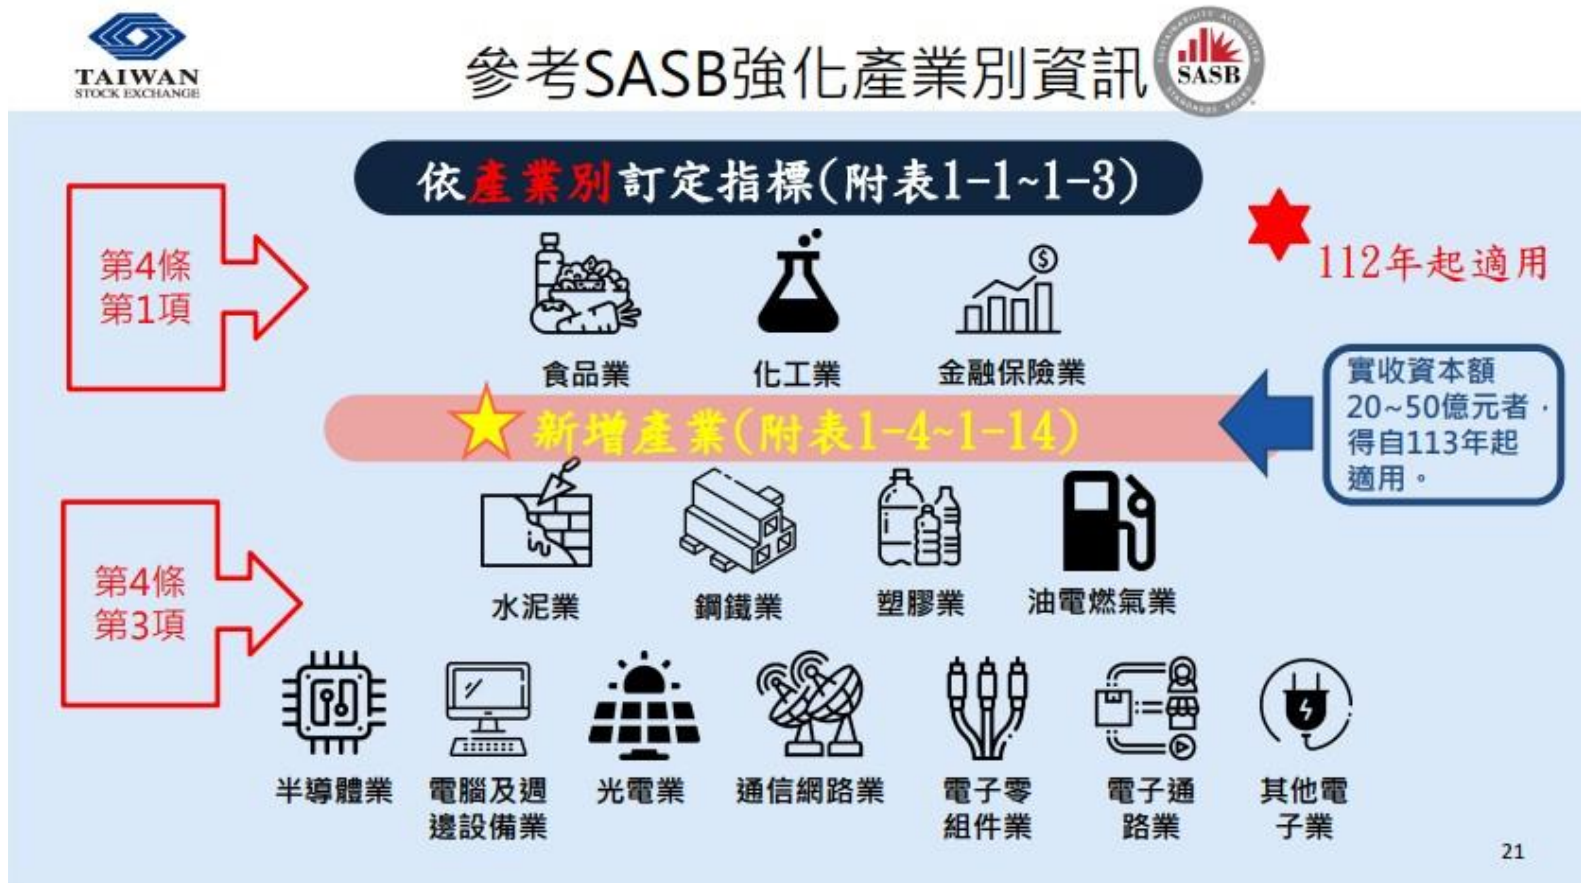 TAIWAN
STOCK EXCHANGE
參考SASB強化產業別資訊
SUSTAINABILITY ACCOUNTING
SASB
STANDARDS BOARD
依產業別訂定指標(附表1-1~1-3)
第4條
第1項
112年起適用
食品業
化工業
金融保險業
實收資本額
20~50億元者，
得自113年起
適用。
新增產業(附表1-4~1-14)
第4條
第3項
水泥業
鋼鐵業
塑膠業
油電燃氣業
半導體業
電腦及週
邊設備業
光電業
通信網路業
電子零
組件業
電子通
路業
其他電
子業
21